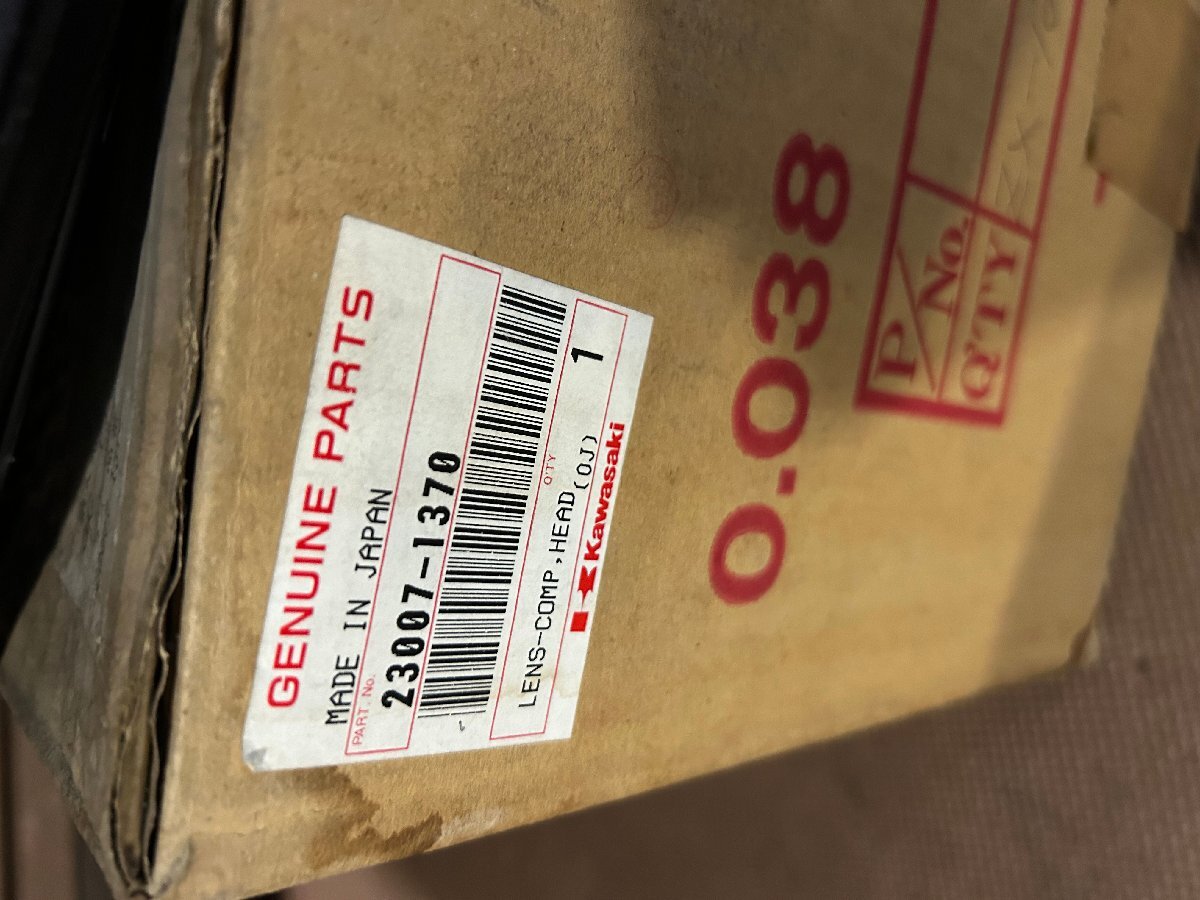 GENUINE PARTS
MADE IN JAPAN
PART. No.
23007-1370
Q'TY
LENS-COMP,HEAD(OJ) 1
Kawasaki
0.038
P/No.
Q'TY